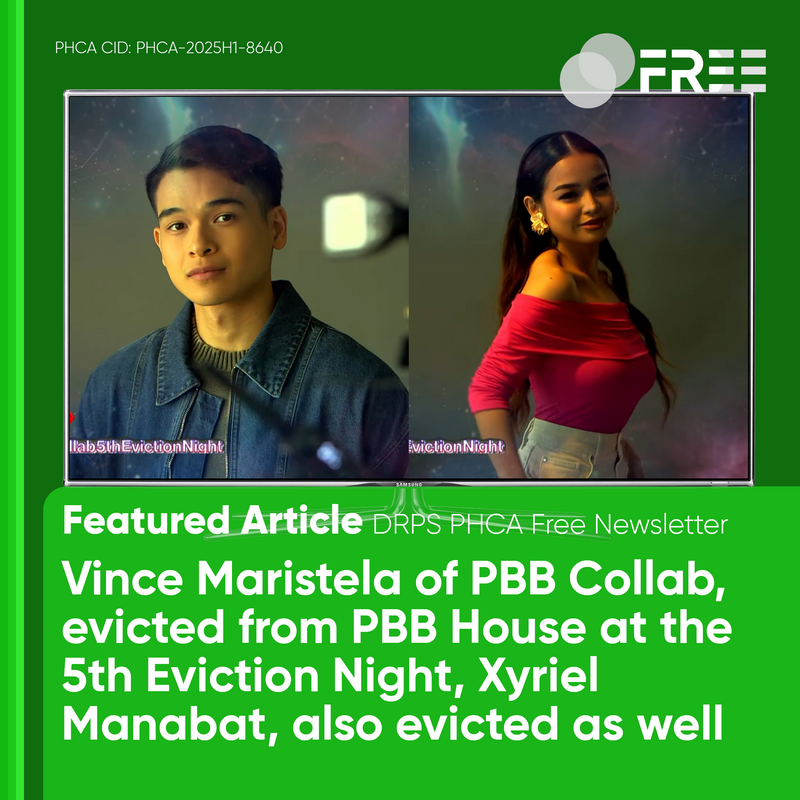 PHCA CID: PHCA-2025H1-8640
FREE
llab5thEvictionNight
EvictionNight
SAMSUNG
Featured Article DRPS PHCA Free Newsletter
Vince Maristela of PBB Collab,
evicted from PBB House at the
5th Eviction Night, Xyriel
Manabat, also evicted as well